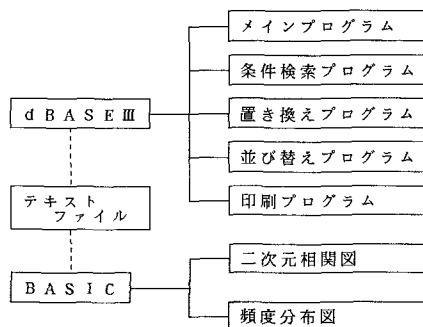 メインプログラム
条件検索プログラム
dBASEⅢ
置き換えプログラム
並び替えプログラム
テキスト
ファイル
印刷プログラム
二次元相関図
BASIC
頻度分布図